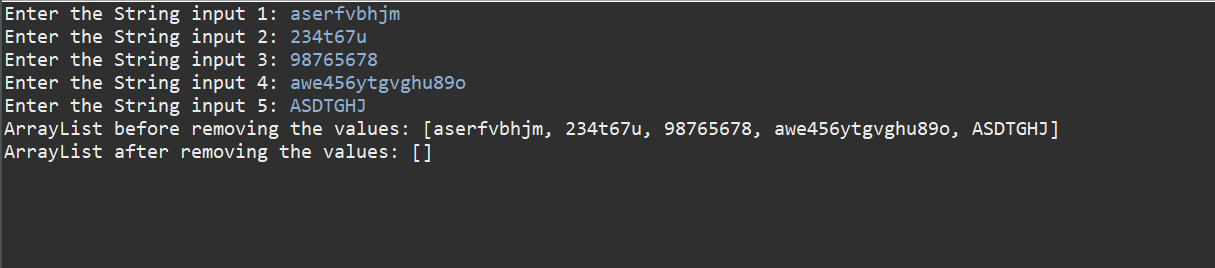 Enter the String input 1: aserfvbhjm
Enter the String input 2: 234t67u
Enter the String input 3: 98765678
Enter the String input 4: awe456ytgvghu89o
Enter the String input 5: ASDTGHJ
ArrayList before removing the values: [aserfvbhjm, 234t67u, 98765678, awe456ytgvghu89o, ASDTGHJ]
ArrayList after removing the values: []